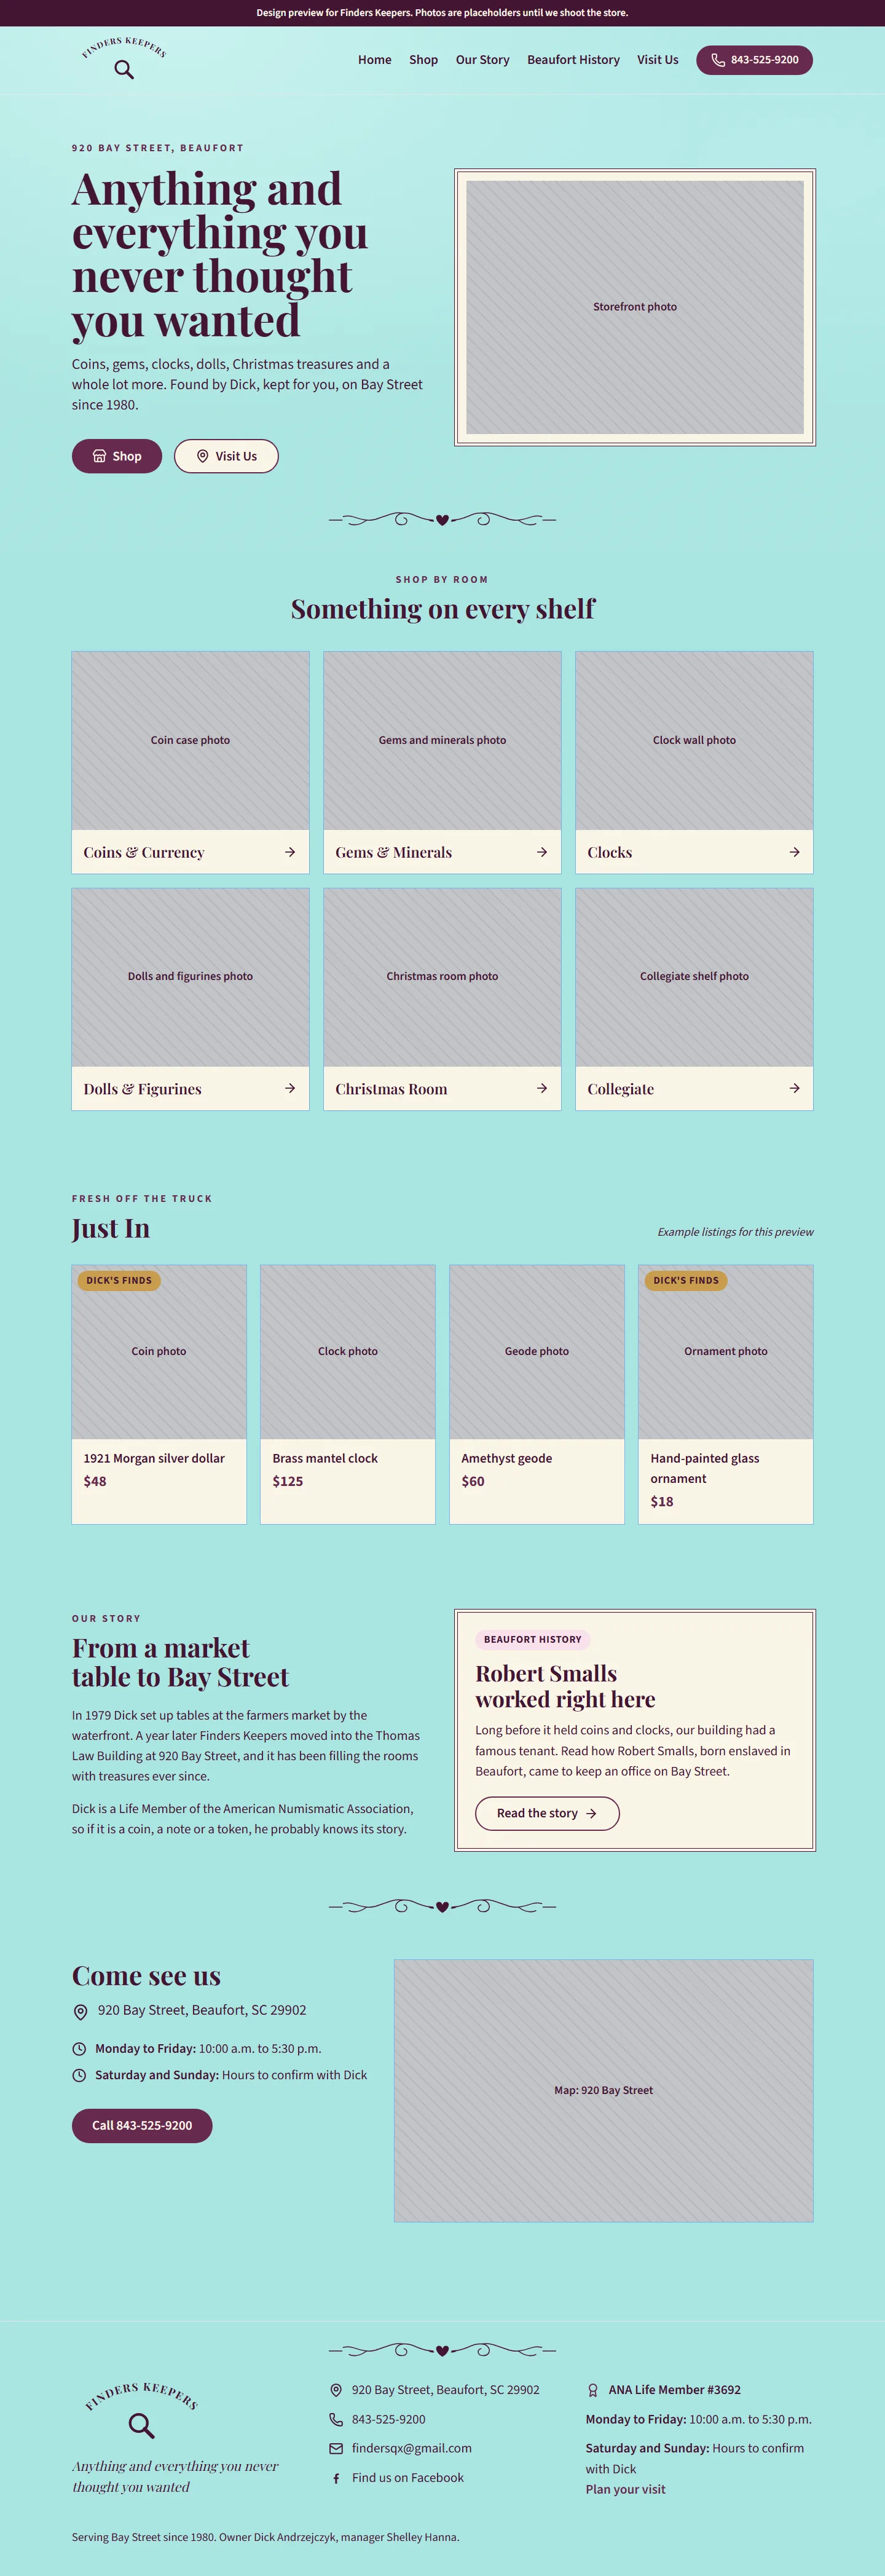 Design preview for Finders Keepers. Photos are placeholders until we shoot the store.
FINDERS KEEPERS
Home
Shop
Our Story
Beaufort History
Visit Us
843-525-9200
920 BAY STREET, BEAUFORT
Anything and
everything you
never thought
you wanted
Coins, gems, clocks, dolls, Christmas treasures and a
whole lot more. Found by Dick, kept for you, on Bay Street
since 1980.
Shop
Visit Us
Storefront photo
SHOP BY ROOM
Something on every shelf
Coin case photo
Gems and minerals photo
Clock wall photo
Coins & Currency
Gems & Minerals
Clocks
Dolls and figurines photo
Christmas room photo
Collegiate shelf photo
Dolls & Figurines
Christmas Room
Collegiate
FRESH OFF THE TRUCK
Just In
Example listings for this preview
DICK'S FINDS
Coin photo
1921 Morgan silver dollar
$48
Clock photo
Brass mantel clock
$125
Geode photo
Amethyst geode
$60
DICK'S FINDS
Ornament photo
Hand-painted glass
ornament
$18
OUR STORY
From a market
table to Bay Street
In 1979 Dick set up tables at the farmers market by the
waterfront. A year later Finders Keepers moved into the Thomas
Law Building at 920 Bay Street, and it has been filling the rooms
with treasures ever since.
Dick is a Life Member of the American Numismatic Association,
so if it is a coin, a note or a token, he probably knows its story.
BEAUFORT HISTORY
Robert Smalls
worked right here
Long before it held coins and clocks, our building had a
famous tenant. Read how Robert Smalls, born enslaved in
Beaufort, came to keep an office on Bay Street.
Read the story
Come see us
920 Bay Street, Beaufort, SC 29902
Monday to Friday: 10:00 a.m. to 5:30 p.m.
Saturday and Sunday: Hours to confirm with Dick
Call 843-525-9200
Map: 920 Bay Street
FINDERS KEEPERS
Anything and everything you never
thought you wanted
920 Bay Street, Beaufort, SC 29902
843-525-9200
findersqx@gmail.com
Find us on Facebook
ANA Life Member #3692
Monday to Friday: 10:00 a.m. to 5:30 p.m.
Saturday and Sunday: Hours to confirm
with Dick
Plan your visit
Serving Bay Street since 1980. Owner Dick Andrzejczyk, manager Shelley Hanna.